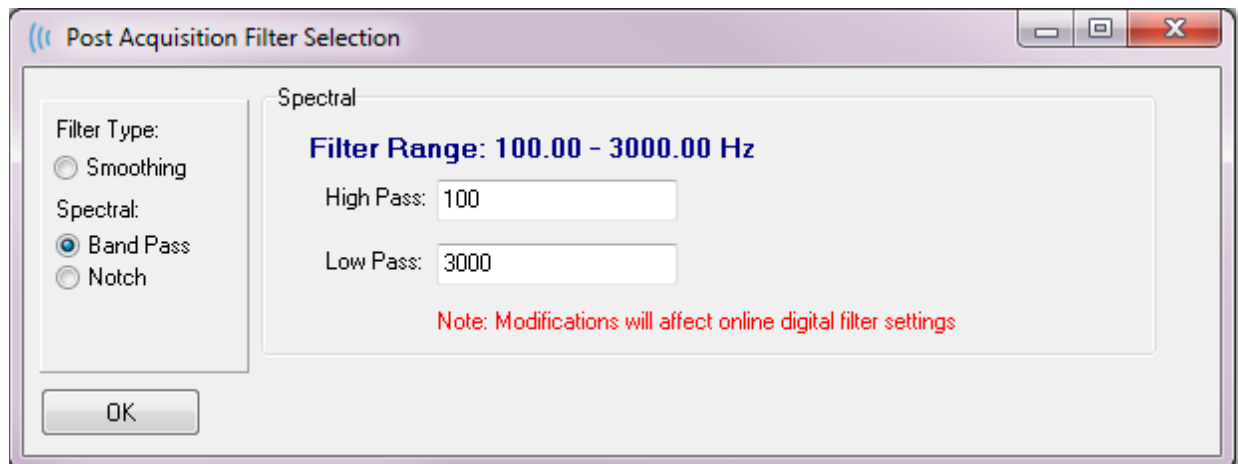 Post Acquisition Filter Selection
Filter Type:
Smoothing
Spectral:
Band Pass
Notch
OK
Spectral
Filter Range: 100.00 - 3000.00 Hz
High Pass: 100
Low Pass: 3000
Note: Modifications will affect online digital filter settings